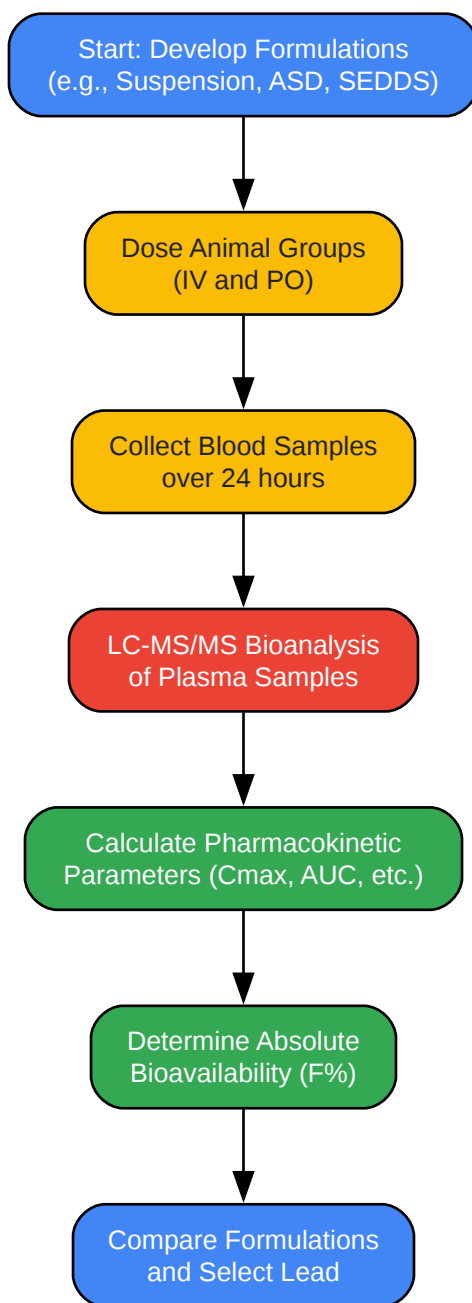 Start: Develop Formulations
(e.g., Suspension, ASD, SEDDS)
Dose Animal Groups
(IV and PO)
Collect Blood Samples
over 24 hours
LC-MS/MS Bioanalysis
of Plasma Samples
Calculate Pharmacokinetic
Parameters (Cmax, AUC, etc.)
Determine Absolute
Bioavailability (F%)
Compare Formulations
and Select Lead